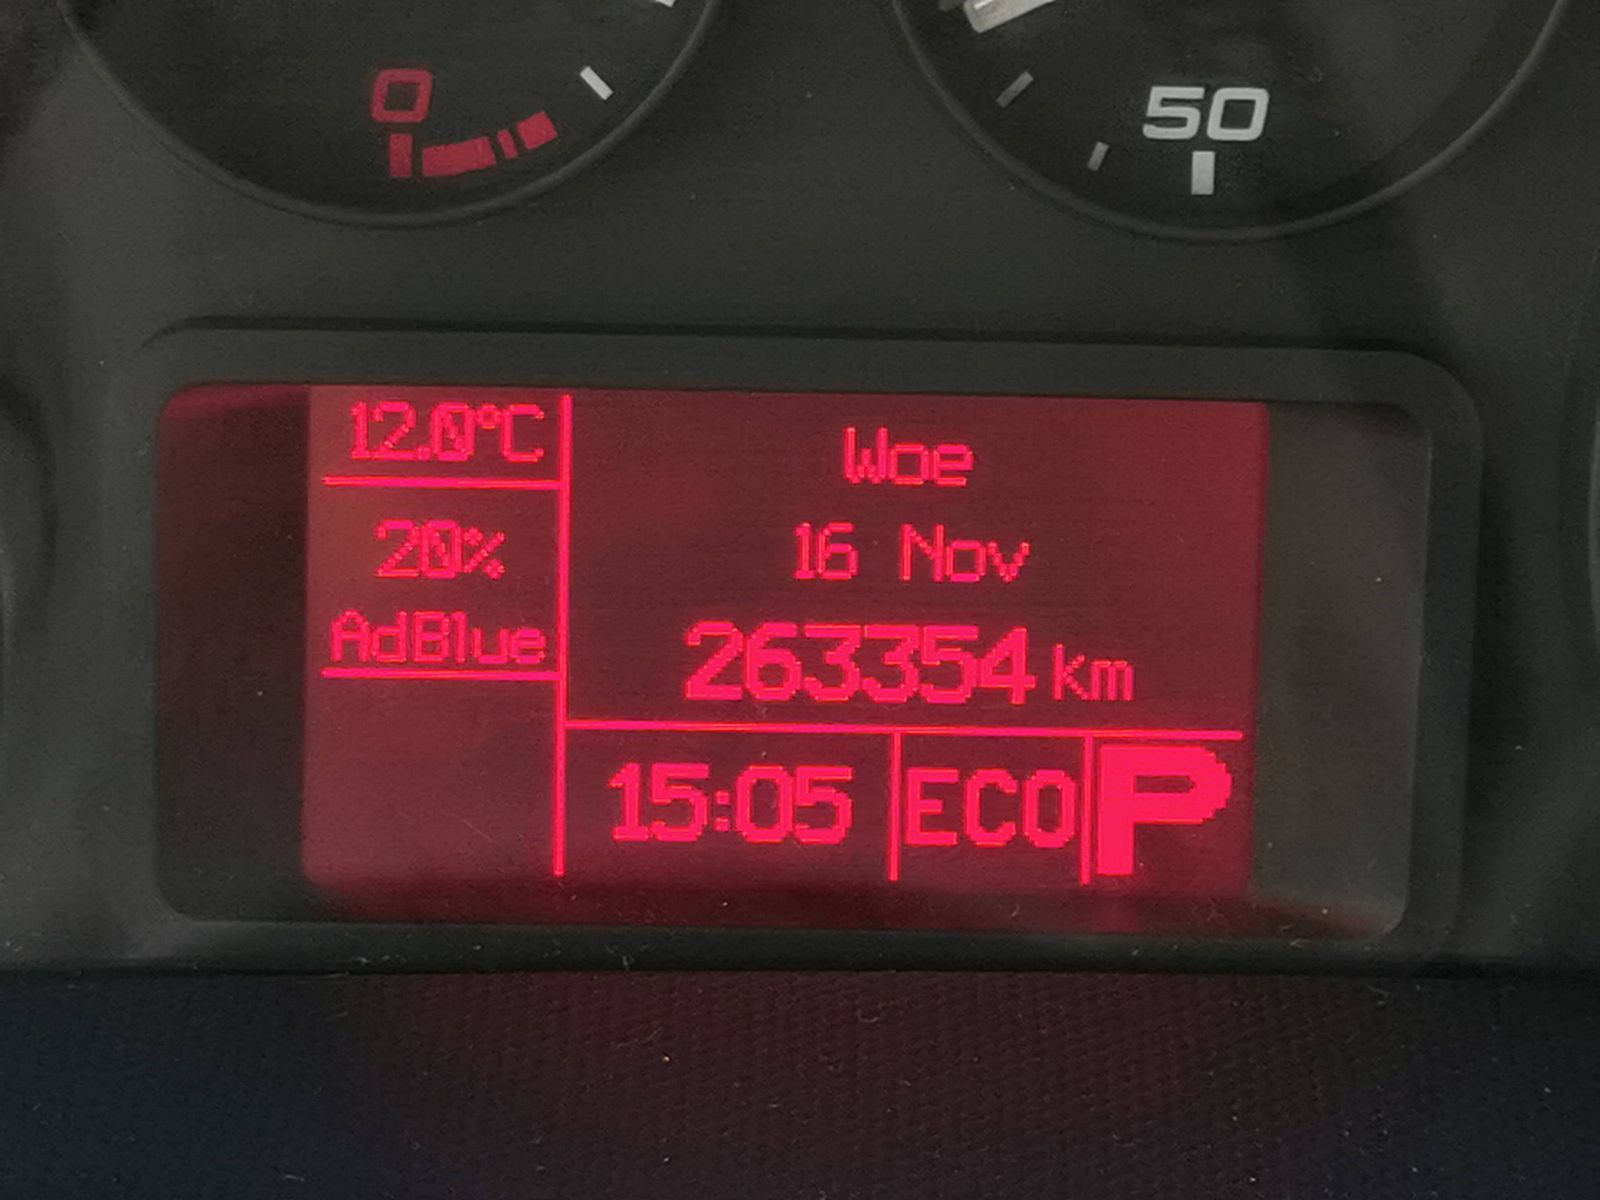 0
50
12.0°C
20%
AdBlue
Woe
16 Nov
263354 km
15:05
ECO
P